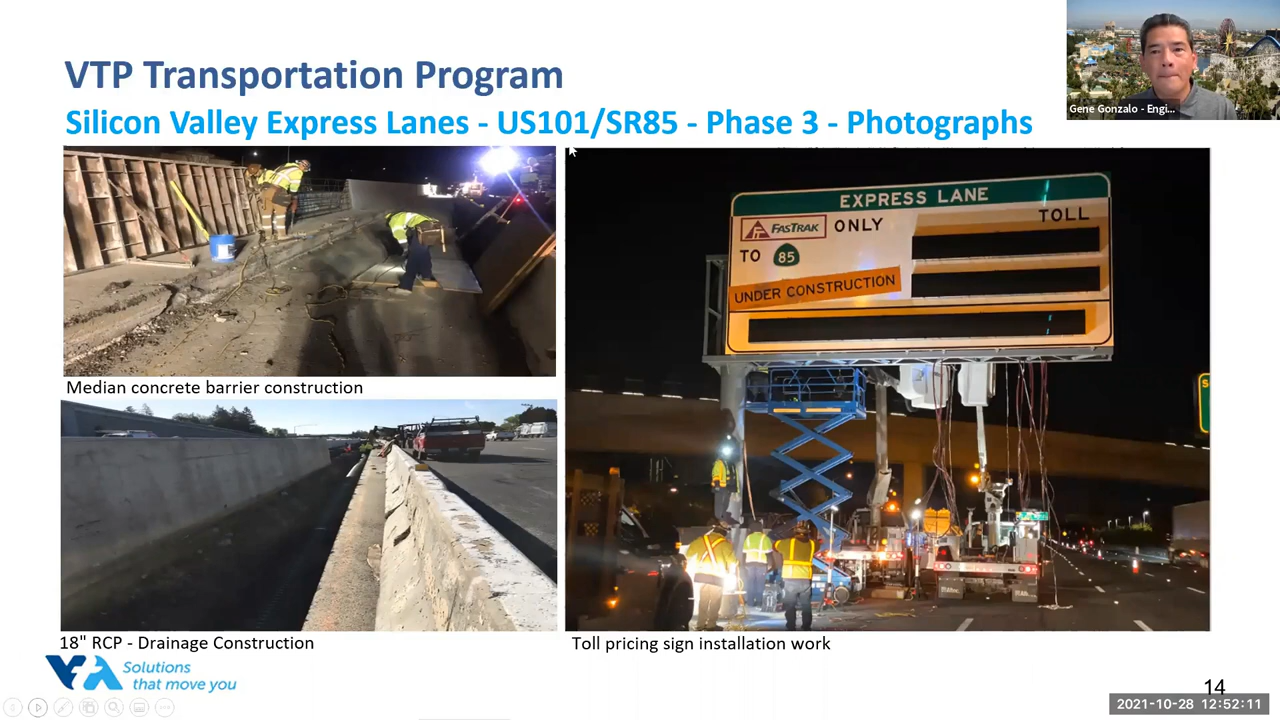 VTP Transportation Program
Silicon Valley Express Lanes - US101/SR85 - Phase 3 - Photographs
Gene Gonzalo - Engi...
EXPRESS LANE
FASTRAK ONLY
TOLL
TO 85
UNDER CONSTRUCTION
Median concrete barrier construction
18" RCP - Drainage Construction
Toll pricing sign installation work
VTA Solutions
that move you
14
2021-10-28 12:52:11